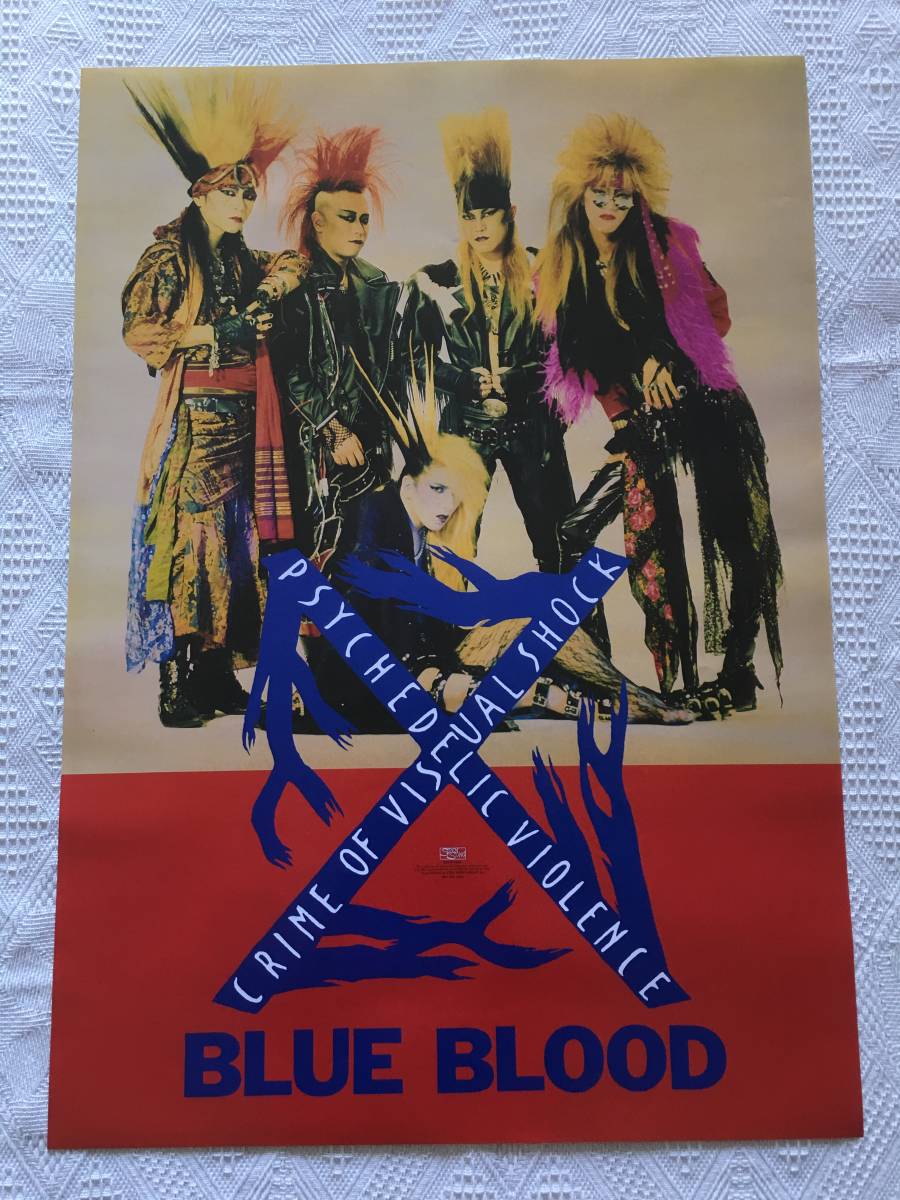 PSYCHEDELIC VIOLENCE
CRIME OF VISUAL SHOCK
BLUE BLOOD